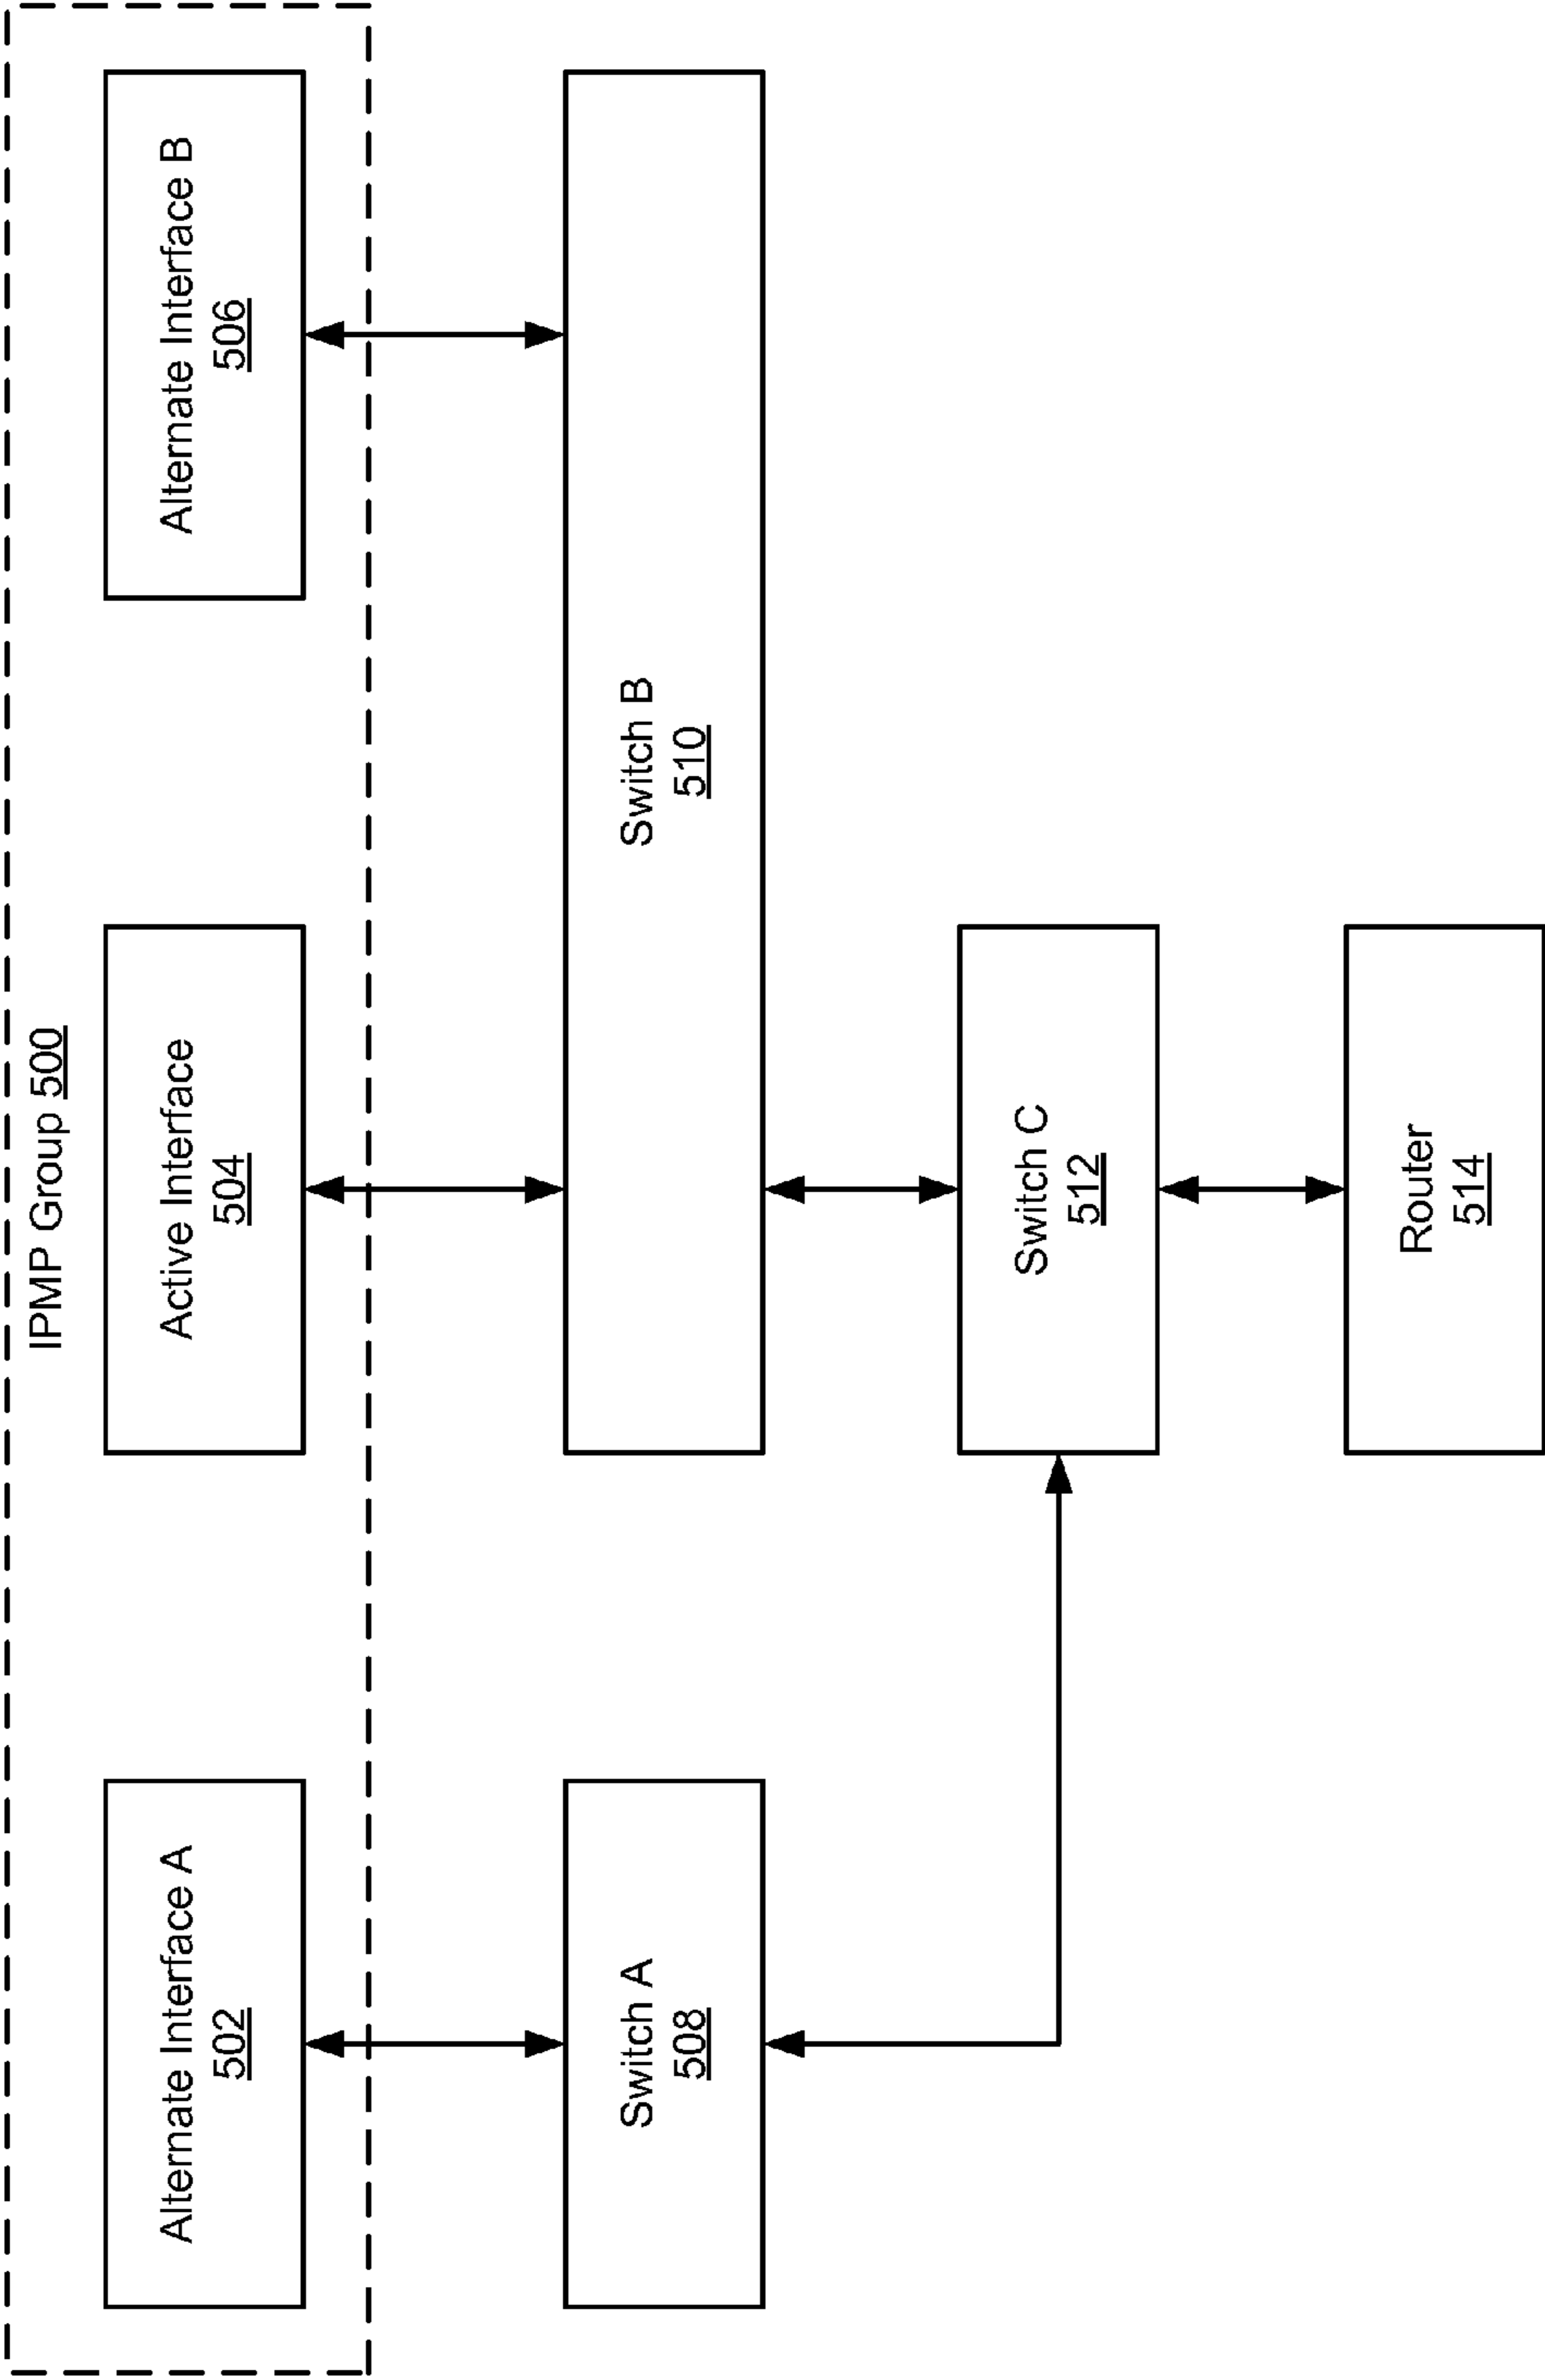 IPMP Group 500
Alternate Interface A
502
Active Interface
504
Alternate Interface B
506
Switch A
508
Switch B
510
Switch C
512
Router
514